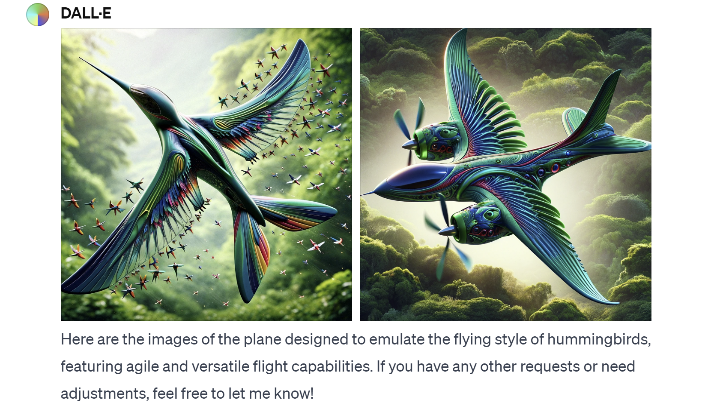 DALL·E
Here are the images of the plane designed to emulate the flying style of hummingbirds,
featuring agile and versatile flight capabilities. If you have any other requests or need
adjustments, feel free to let me know!